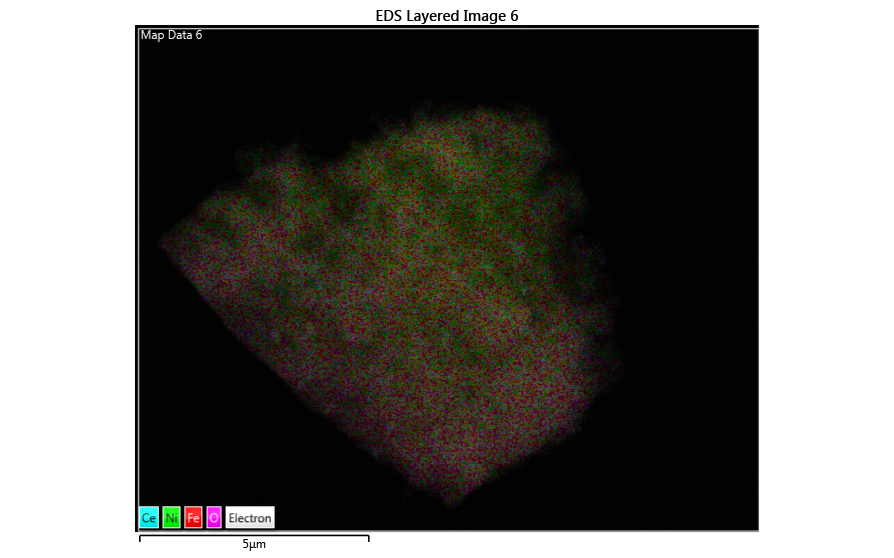 EDS Layered Image 6
Map Data 6
Ce Ni Fe O Electron
5μm